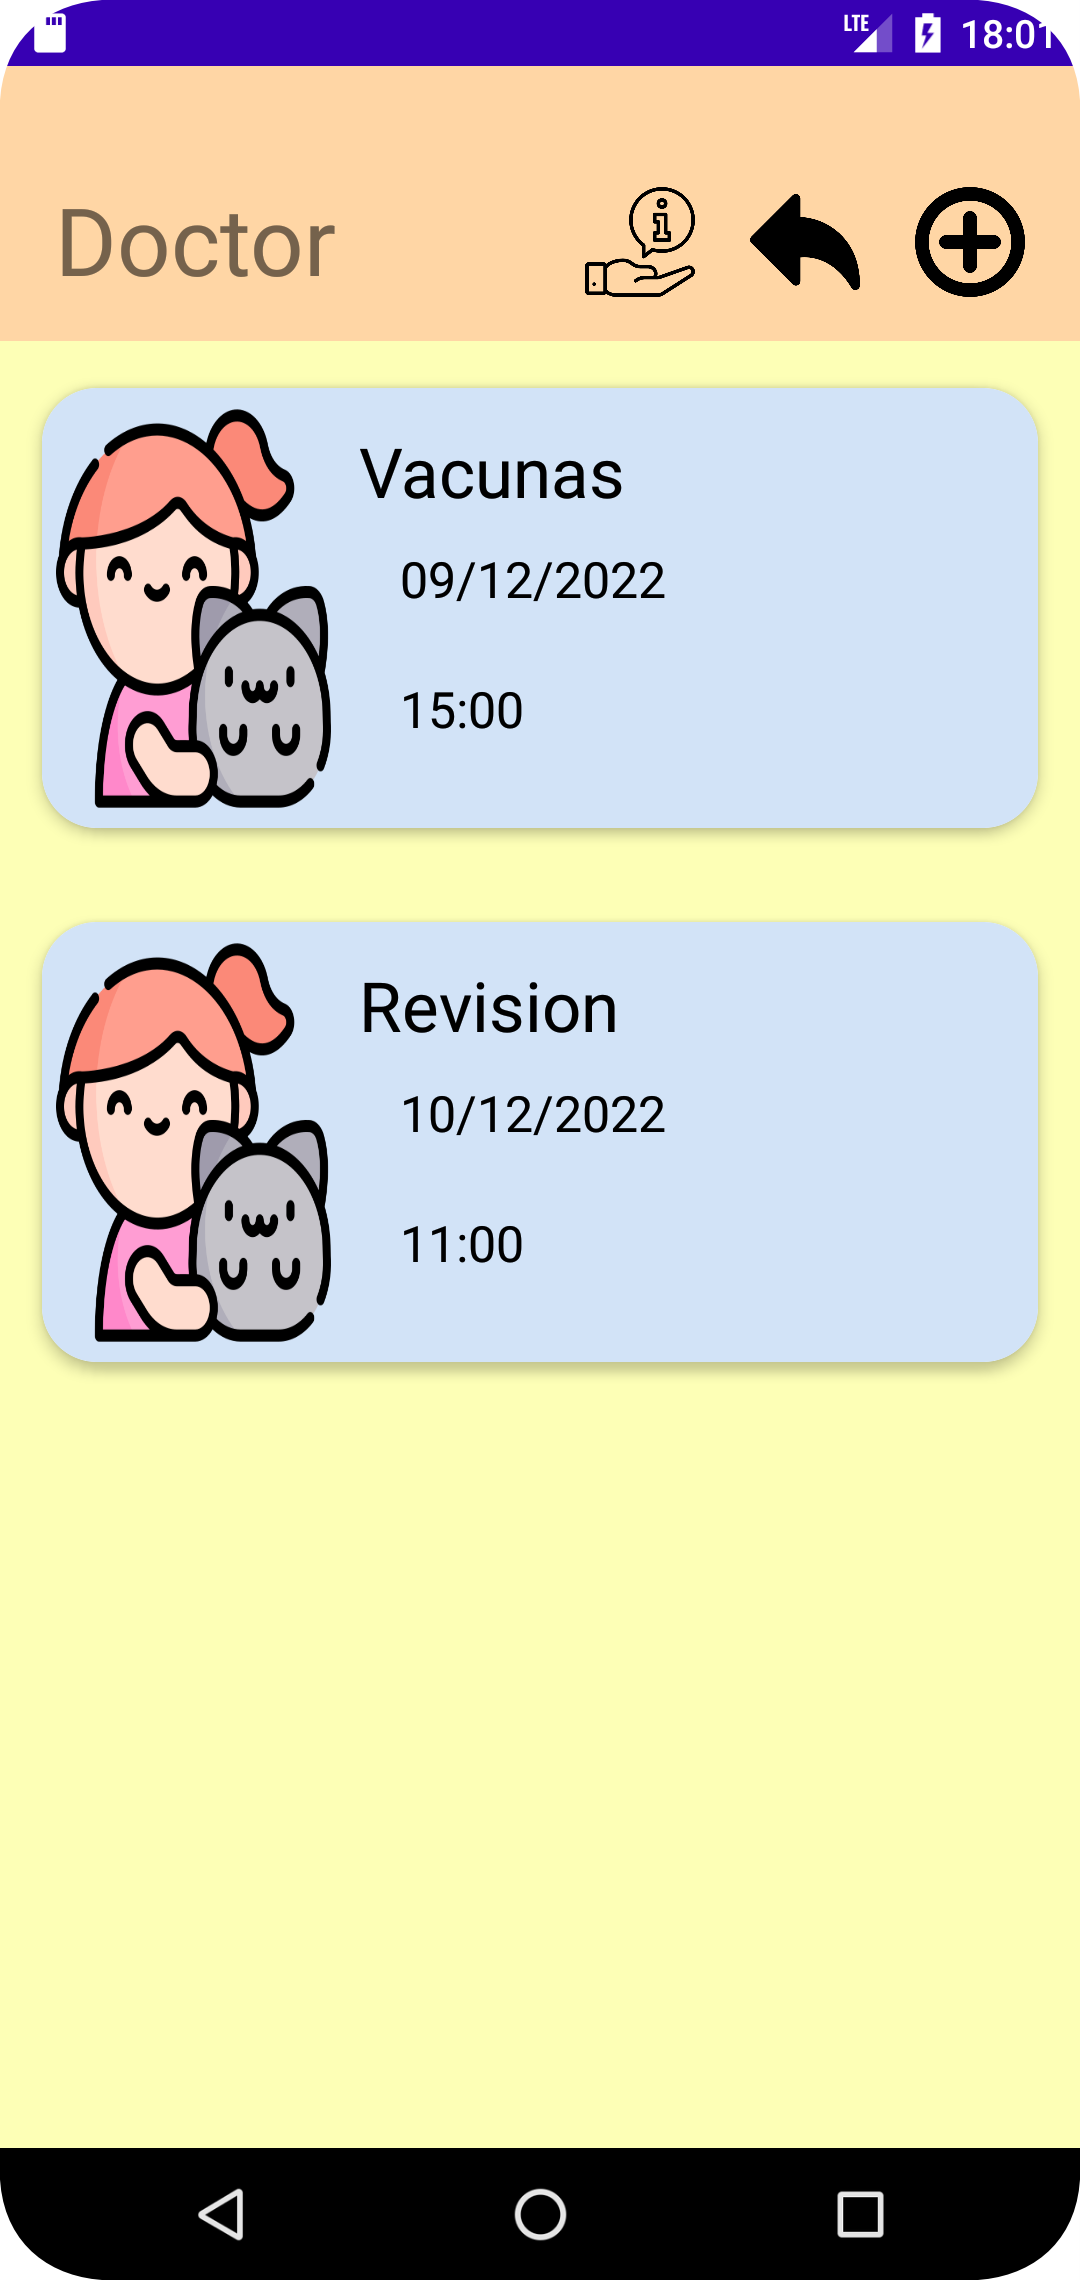 LTE 18:01
Doctor
Vacunas
09/12/2022
15:00
Revision
10/12/2022
11:00